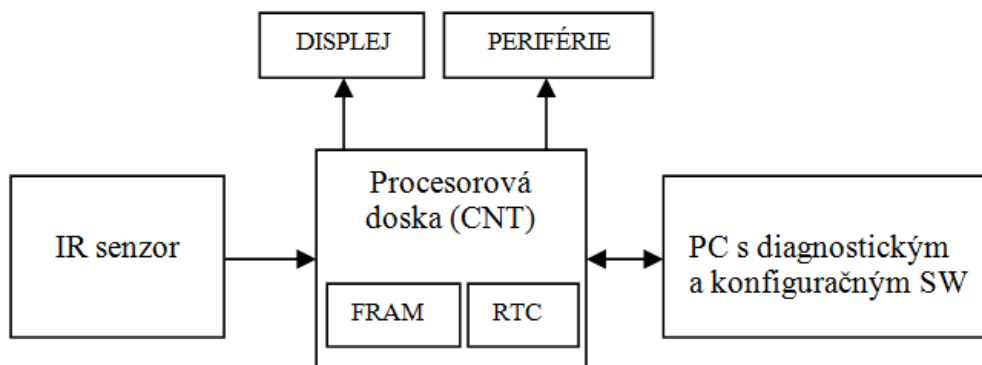 DISPLEJ
PERIFÉRIE
IR senzor
Procesorová
doska (CNT)
FRAM
RTC
PC s diagnostickým
a konfiguračným SW